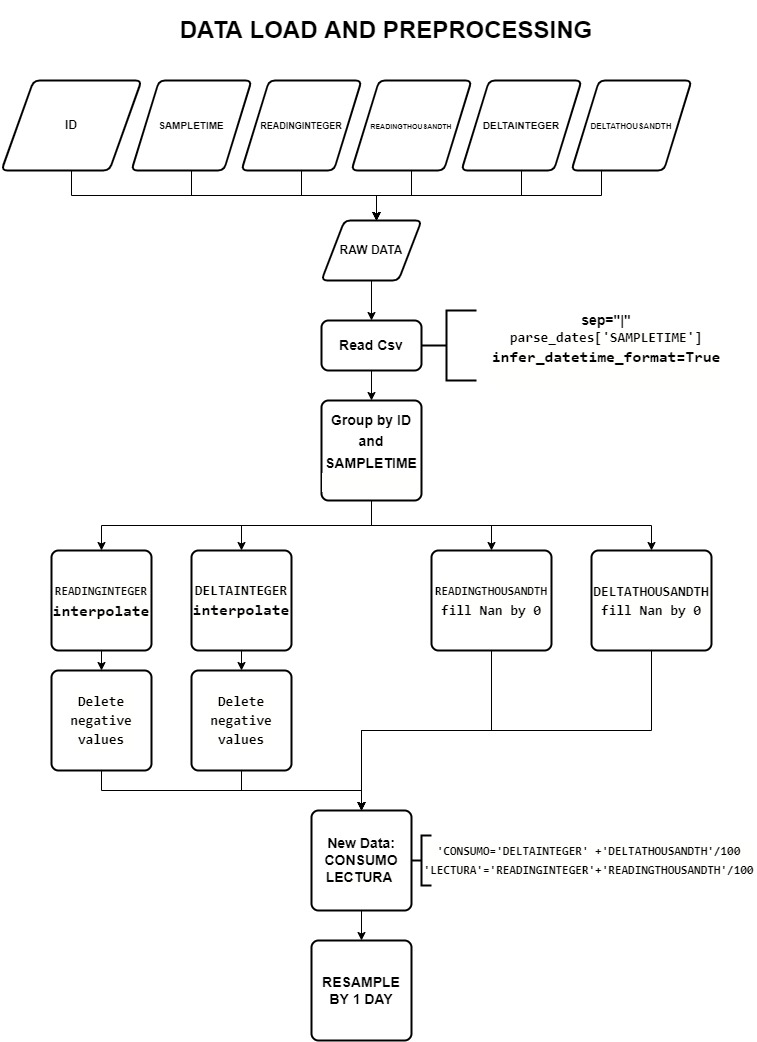 DATA LOAD AND PREPROCESSING
ID
SAMPLETIME
READINGINTEGER
READINGTHOUSANDTH
DELTAINTEGER
DELTATHOUSANDTH
RAW DATA
Read Csv
sep="|"
parse_dates['SAMPLETIME']
infer_datetime_format=True
Group by ID
and
SAMPLETIME
READINGINTEGER
interpolate
DELTAINTEGER
interpolate
READINGTHOUSANDTH
fill Nan by 0
DELTATHOUSANDTH
fill Nan by 0
Delete
negative
values
Delete
negative
values
New Data:
CONSUMO
LECTURA
'CONSUMO='DELTAINTEGER' +'DELTATHOUSANDTH'/100
'LECTURA'='READINGINTEGER'+'READINGTHOUSANDTH'/100
RESAMPLE
BY 1 DAY